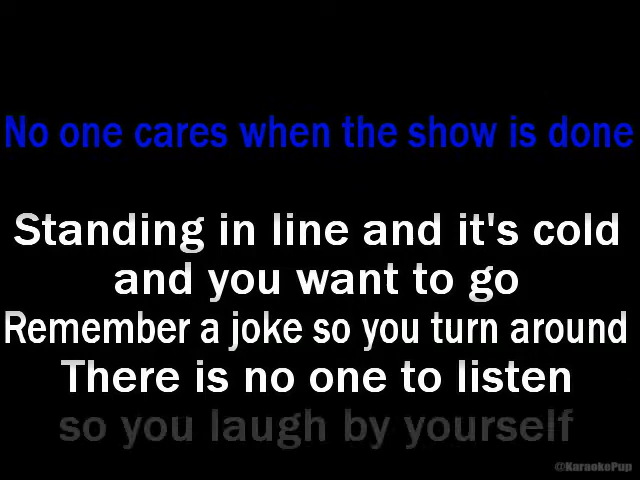 No one cares when the show is done
Standing in line and it's cold
and you want to go
Remember a joke so you turn around
There is no one to listen
so you laugh by yourself
@KaraokePup